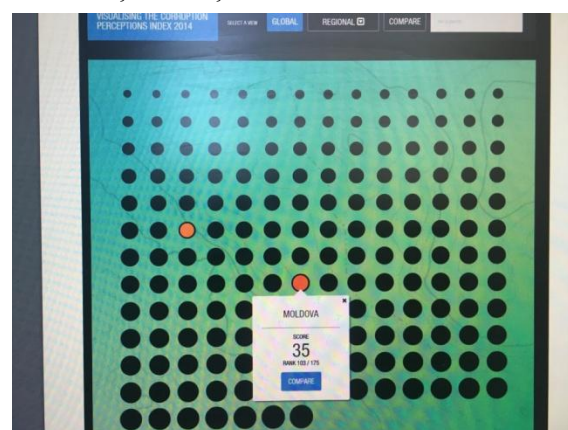 VISUALISING THE CORRUPTION
PERCEPTIONS INDEX 2014
SELECT A VIEW
GLOBAL
REGIONAL
COMPARE
MOLDOVA
SCORE
35
RANK 103 / 175
COMPARE